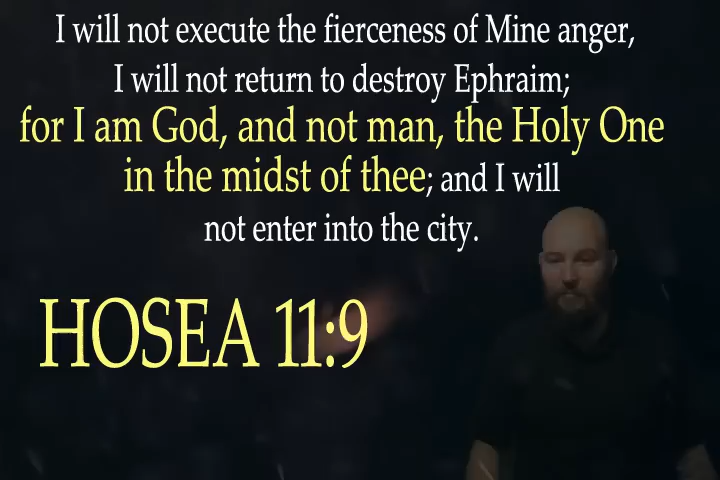 I will not execute the fierceness of Mine anger,
I will not return to destroy Ephraim;
for I am God, and not man, the Holy One
in the midst of thee; and I will
not enter into the city.
HOSEA 11:9